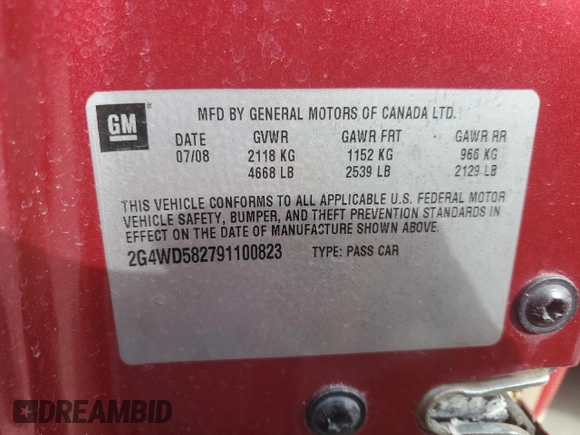 GM
MFD BY GENERAL MOTORS OF CANADA LTD.
DATE GVWR GAWR FRT GAWR RR
07/08 2118 KG 1152 KG 966 KG
4668 LB 2539 LB 2129 LB
THIS VEHICLE CONFORMS TO ALL APPLICABLE U.S. FEDERAL MOTOR
VEHICLE SAFETY, BUMPER, AND THEFT PREVENTION STANDARDS IN
EFFECT ON THE DATE OF MANUFACTURE SHOWN ABOVE.
2G4WD582791100823 TYPE: PASS CAR
DREAMBID